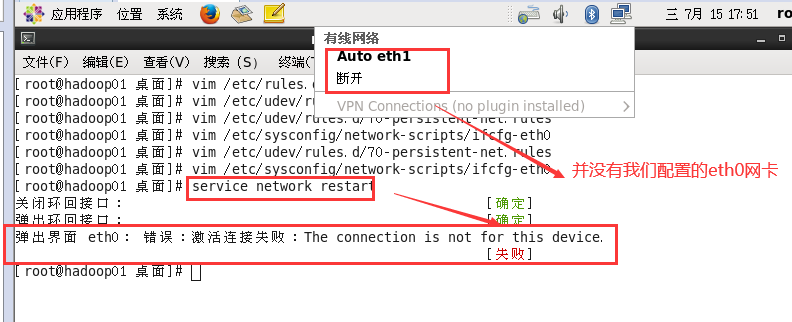 应用程序 位置 系统 三 7月 15 17:51 ro
有线网络
Auto eth1
断开
VPN Connections (no plugin installed)
文件(F) 编辑(E) 查看(V) 搜索 (S) 终端(T
[root@hadoop01 桌面]# vim /etc/rules.d
[root@hadoop01 桌面]# vim /etc/udev/ru
[root@hadoop01 桌面]# vim /etc/udev/rules.d/70-persistent-net.rules
[root@hadoop01 桌面]# vim /etc/sysconfig/network-scripts/ifcfg-eth0
[root@hadoop01 桌面]# vim /etc/udev/rules.d/70-persistent-net.rules
[root@hadoop01 桌面]# vim /etc/sysconfig/network-scripts/ifcfg-eth0
并没有我们配置的eth0网卡
[root@hadoop01 桌面]# service network restart
关闭环回接口： [确定]
弹出环回接口： [确定]
弹出界面 eth0： 错误：激活连接失败：The connection is not for this device.
[失败]
[root@hadoop01 桌面]#